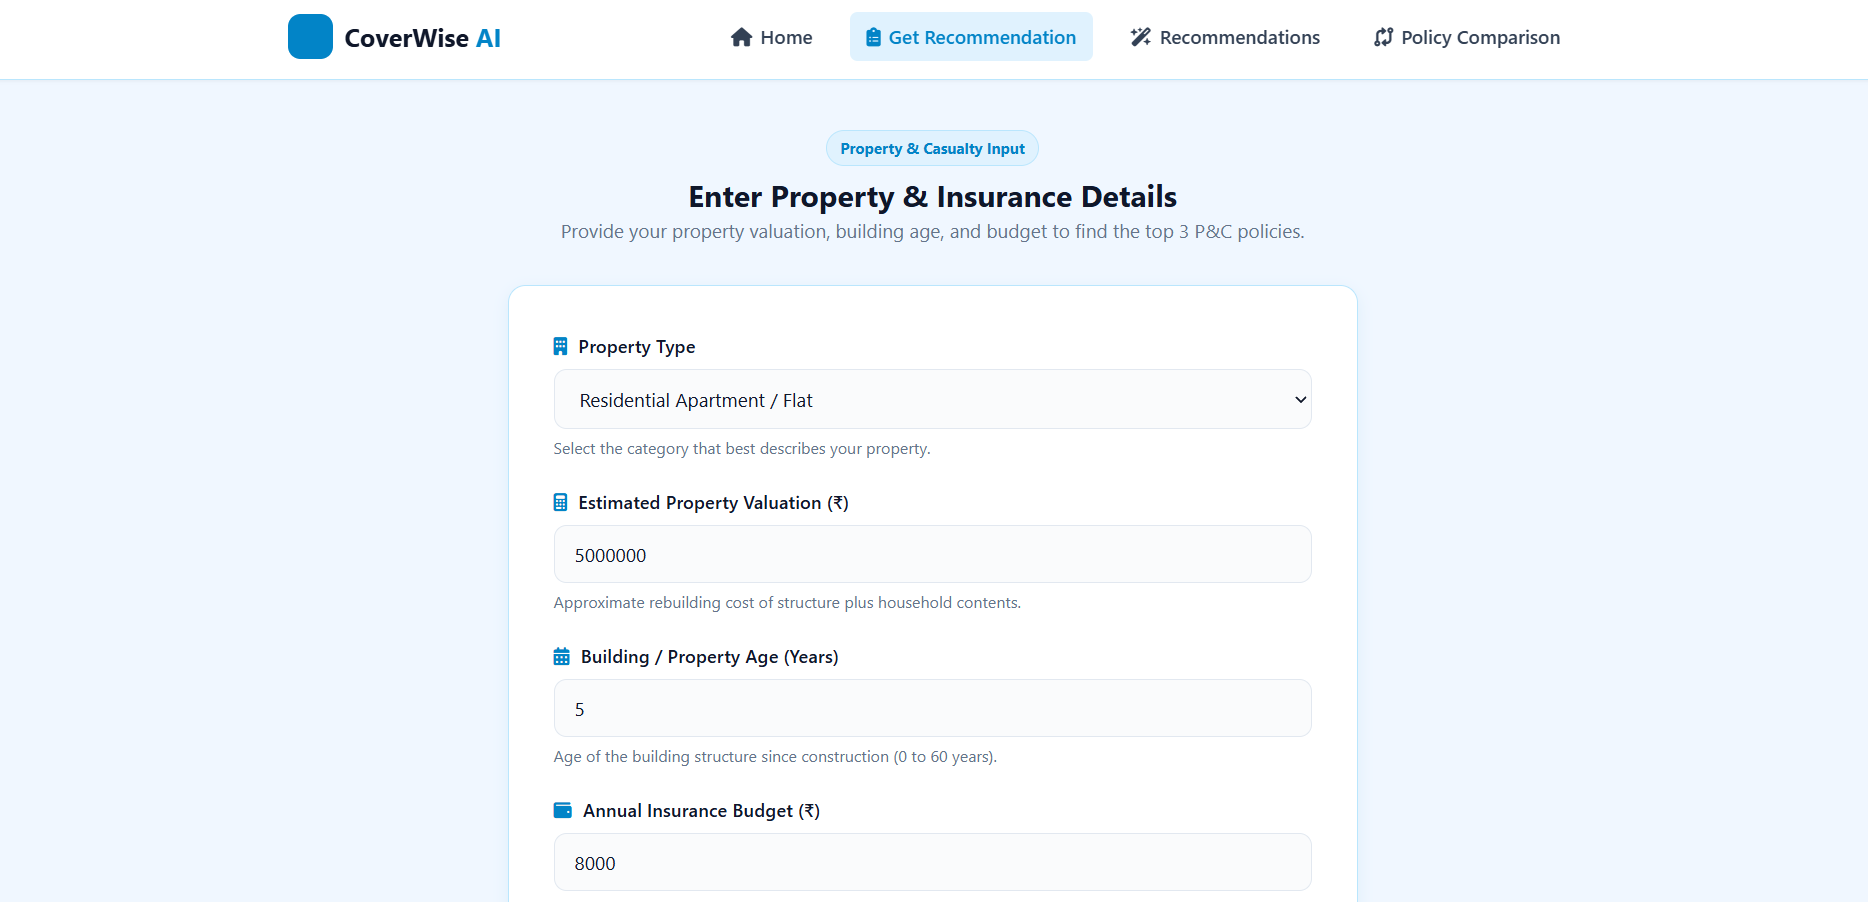 CoverWise AI
Home
Get Recommendation
Recommendations
Policy Comparison
Property & Casualty Input
Enter Property & Insurance Details
Provide your property valuation, building age, and budget to find the top 3 P&C policies.
Property Type
Residential Apartment / Flat
Select the category that best describes your property.
Estimated Property Valuation (₹)
5000000
Approximate rebuilding cost of structure plus household contents.
Building / Property Age (Years)
5
Age of the building structure since construction (0 to 60 years).
Annual Insurance Budget (₹)
8000